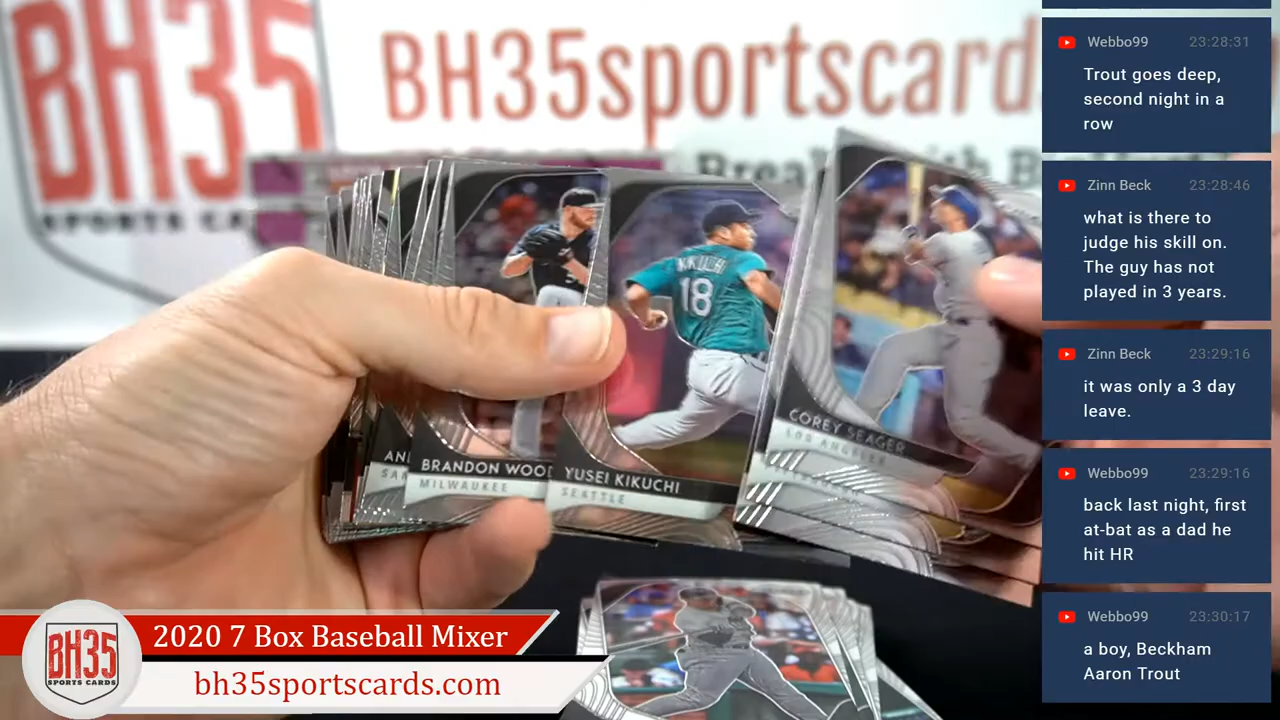 BH35
SPORTS CARDS
BH35sportscard
Webbo99 23:28:31
Trout goes deep,
second night in a
row
Zinn Beck 23:28:46
what is there to
judge his skill on.
The guy has not
played in 3 years.
Zinn Beck 23:29:16
it was only a 3 day
leave.
Webbo99 23:29:16
back last night, first
at-bat as a dad he
hit HR
Webbo99 23:30:17
a boy, Beckham
Aaron Trout
KIKUCHI
18
COREY SEAGER
LOS ANGELES
AN
SAN
BRANDON WOOD
MILWAUKEE
YUSEI KIKUCHI
SEATTLE
BH35
SPORTS CARDS
2020 7 Box Baseball Mixer
bh35sportscards.com